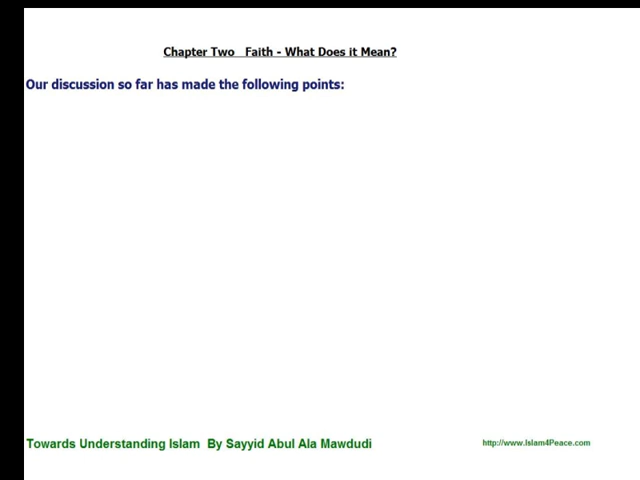 Chapter Two   Faith - What Does it Mean?
Our discussion so far has made the following points:
Towards Understanding Islam  By Sayyid Abul Ala Mawdudi
http://www.Islam4Peace.com